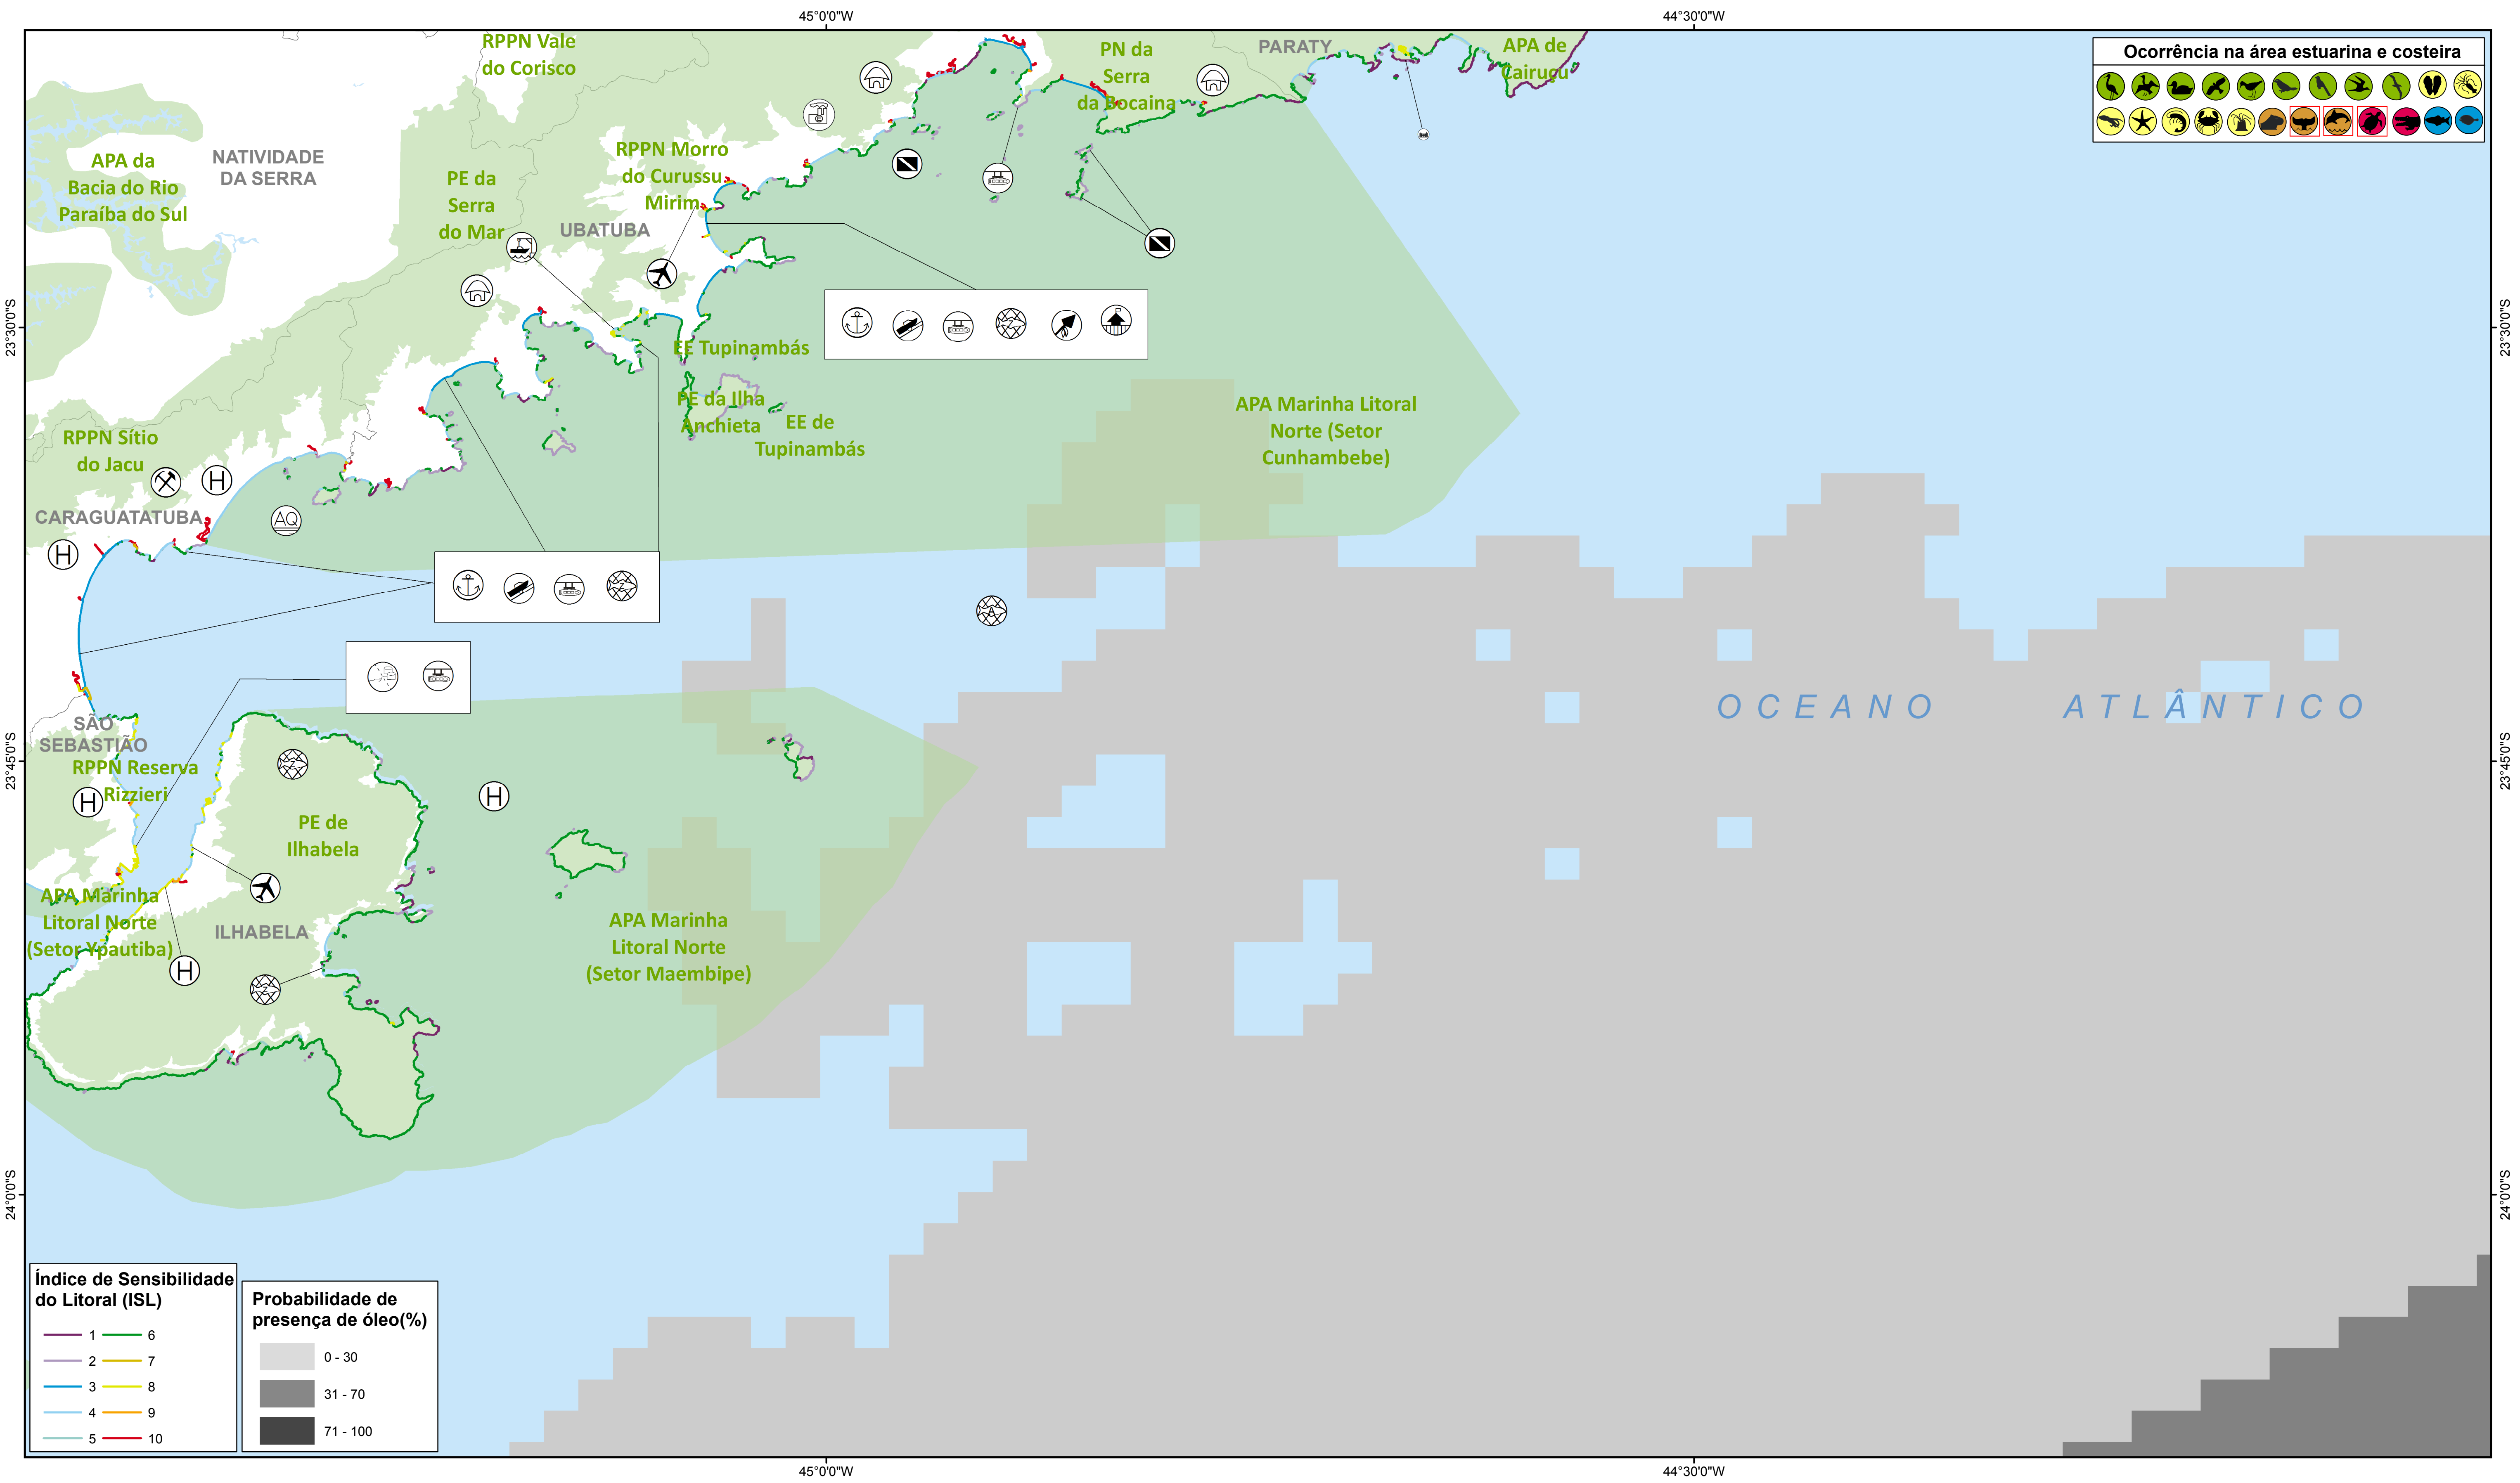 45°0'0"W
44°30'0"W
RPPN Vale
do Corisco
PN da
Serra
da Bocaina
PARATY
APA de
Cairuçu
Ocorrência na área estuarina e costeira
APA da
Bacia do Rio
Paraíba do Sul
NATIVIDADE
DA SERRA
PE da
Serra
do Mar
RPPN Morro
do Curussu
Mirim
UBATUBA
23°30'0"S
23°30'0"S
EE Tupinambás
PE da Ilha
Anchieta
EE de
Tupinambás
APA Marinha Litoral
Norte (Setor
Cunhambebe)
RPPN Sítio
do Jacu
H
CARAGUATATUBA
AQ
H
Z
Z
A
OCEANO ATLÂNTICO
SÃO
SEBASTIÃO
RPPN Reserva
Rizzieri
H
Z
H
23°45'0"S
23°45'0"S
PE de
Ilhabela
APA Marinha
Litoral Norte
(Setor Ypautiba)
ILHABELA
H
Z
APA Marinha
Litoral Norte
(Setor Maembipe)
24°0'0"S
24°0'0"S
Índice de Sensibilidade
do Litoral (ISL)
1 6
2 7
3 8
4 9
5 10
Probabilidade de
presença de óleo(%)
0 - 30
31 - 70
71 - 100
45°0'0"W
44°30'0"W